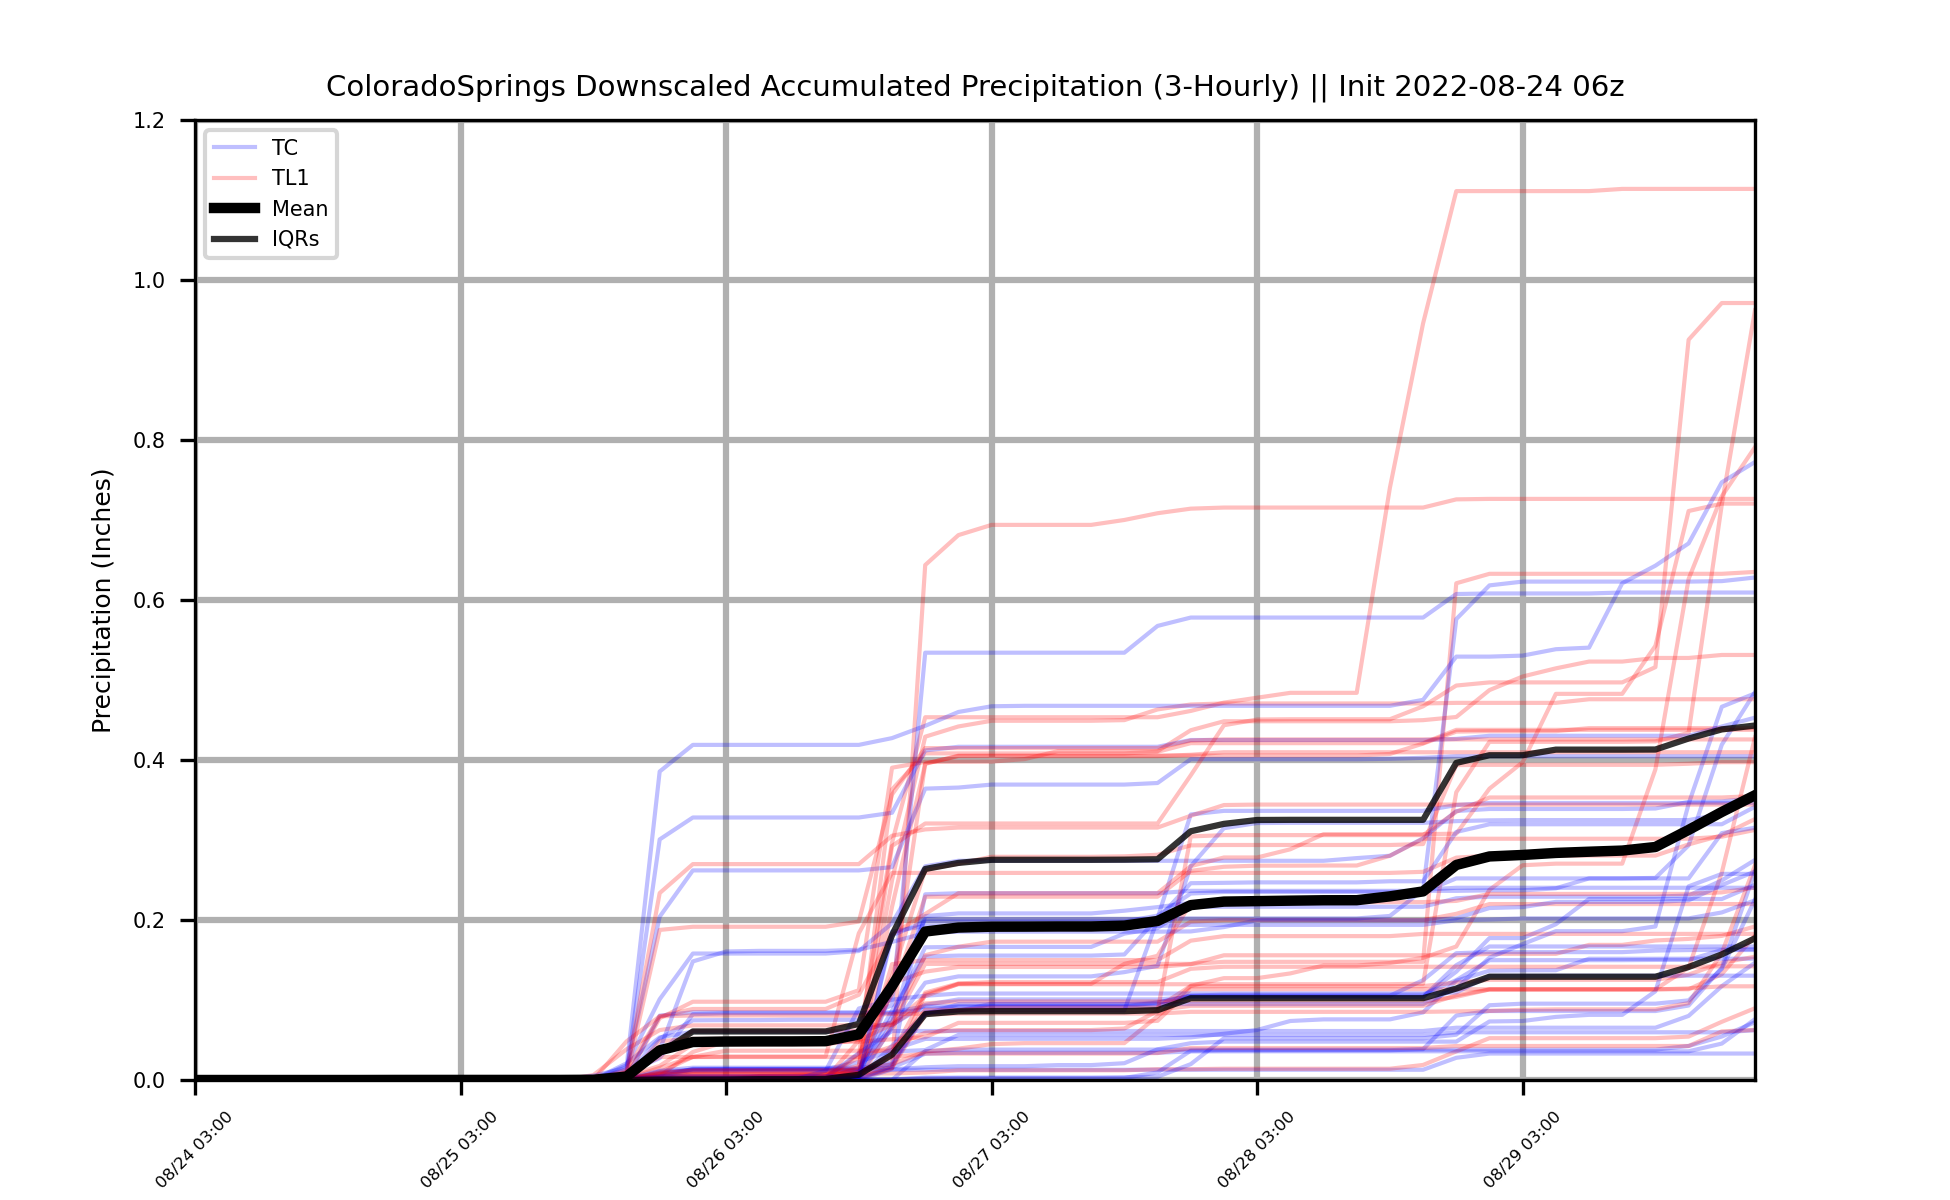 ColoradoSprings Downscaled Accumulated Precipitation (3-Hourly) || Init 2022-08-24 06z
TC
TL1
Mean
IQRs
Precipitation (Inches)
1.2
1.0
0.8
0.6
0.4
0.2
0.0
08/24 03:00
08/25 03:00
08/26 03:00
08/27 03:00
08/28 03:00
08/29 03:00